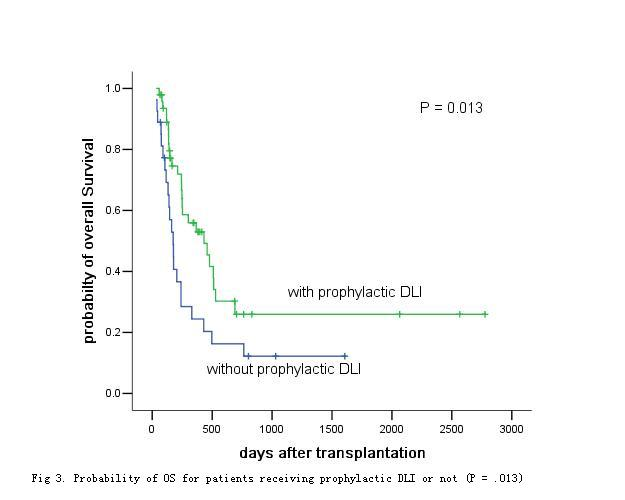 P = 0.013
probabilty of overall Survival
1.0
0.8
0.6
0.4
0.2
0.0
with prophylactic DLI
without prophylactic DLI
0 500 1000 1500 2000 2500 3000
days after transplantation
Fig 3. Probability of OS for patients receiving prophylactic DLI or not (P = .013)